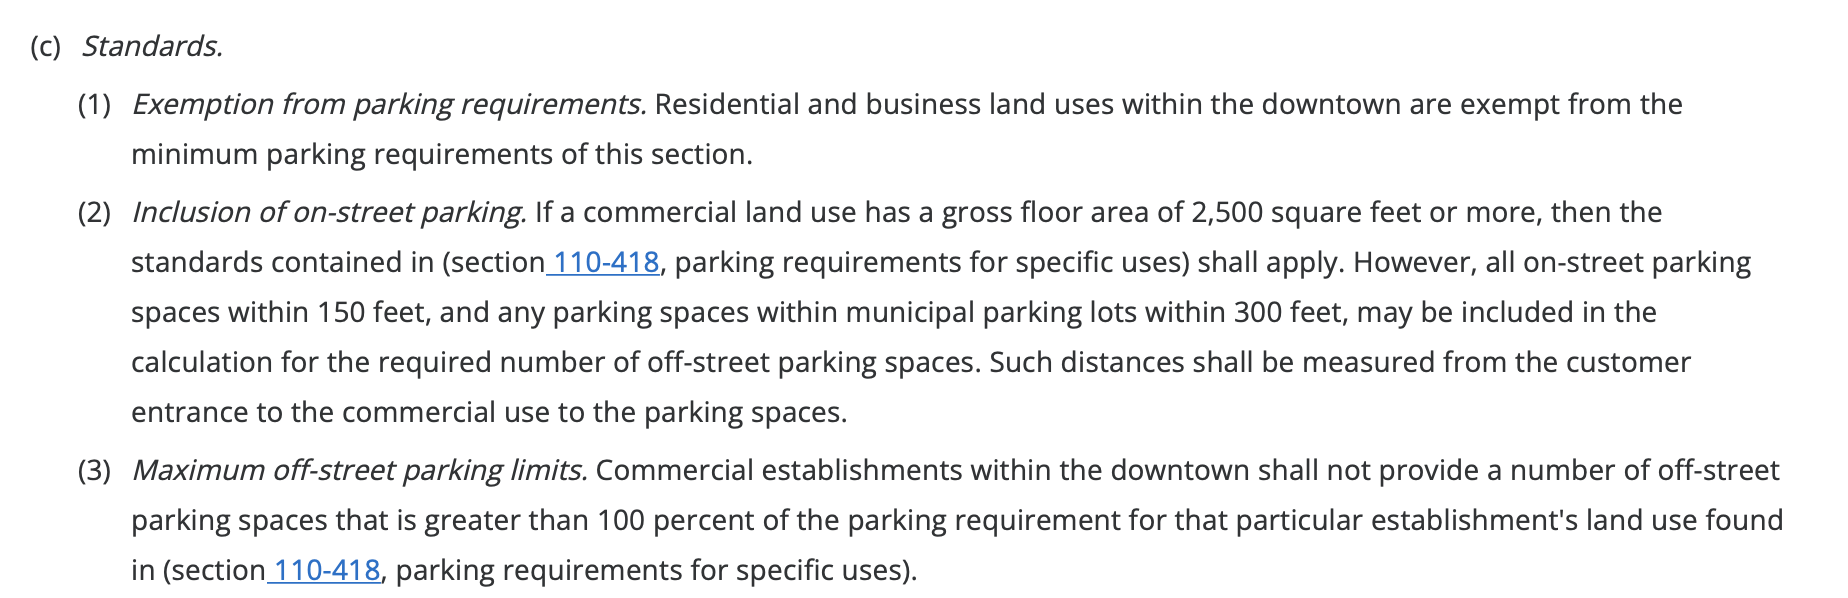 (c) Standards.
(1) Exemption from parking requirements. Residential and business land uses within the downtown are exempt from the
minimum parking requirements of this section.
(2) Inclusion of on-street parking. If a commercial land use has a gross floor area of 2,500 square feet or more, then the
standards contained in (section 110-418, parking requirements for specific uses) shall apply. However, all on-street parking
spaces within 150 feet, and any parking spaces within municipal parking lots within 300 feet, may be included in the
calculation for the required number of off-street parking spaces. Such distances shall be measured from the customer
entrance to the commercial use to the parking spaces.
(3) Maximum off-street parking limits. Commercial establishments within the downtown shall not provide a number of off-street
parking spaces that is greater than 100 percent of the parking requirement for that particular establishment's land use found
in (section 110-418, parking requirements for specific uses).